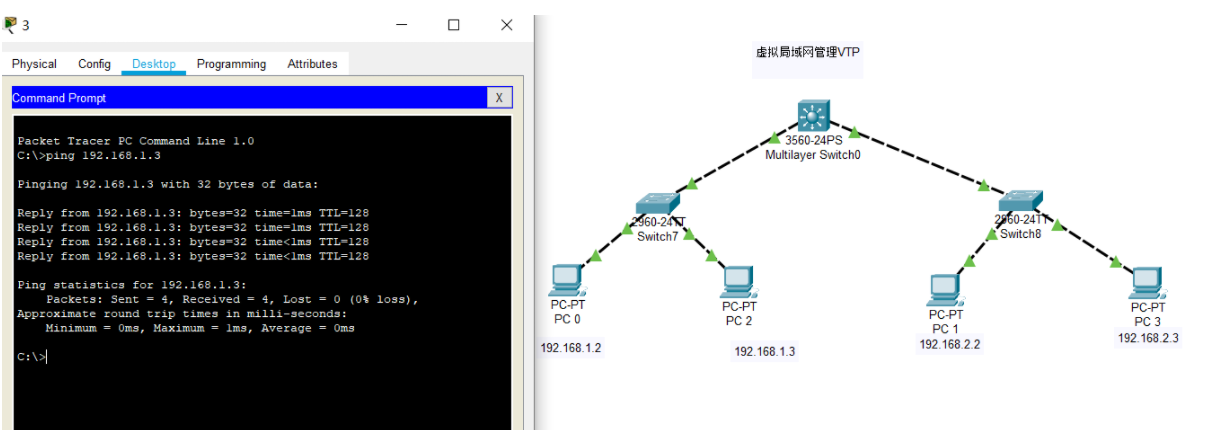 3
Physical Config Desktop Programming Attributes
Command Prompt
X
Packet Tracer PC Command Line 1.0
C:\>ping 192.168.1.3
Pinging 192.168.1.3 with 32 bytes of data:
Reply from 192.168.1.3: bytes=32 time=1ms TTL=128
Reply from 192.168.1.3: bytes=32 time=1ms TTL=128
Reply from 192.168.1.3: bytes=32 time<1ms TTL=128
Reply from 192.168.1.3: bytes=32 time<1ms TTL=128
Ping statistics for 192.168.1.3:
Packets: Sent = 4, Received = 4, Lost = 0 (0% loss),
Approximate round trip times in milli-seconds:
Minimum = 0ms, Maximum = 1ms, Average = 0ms
C:\>
虚拟局域网管理VTP
3560-24PS
Multilayer Switch0
2960-24TT
Switch7
2960-24TT
Switch8
PC-PT
PC 0
192.168.1.2
PC-PT
PC 2
192.168.1.3
PC-PT
PC 1
192.168.2.2
PC-PT
PC 3
192.168.2.3